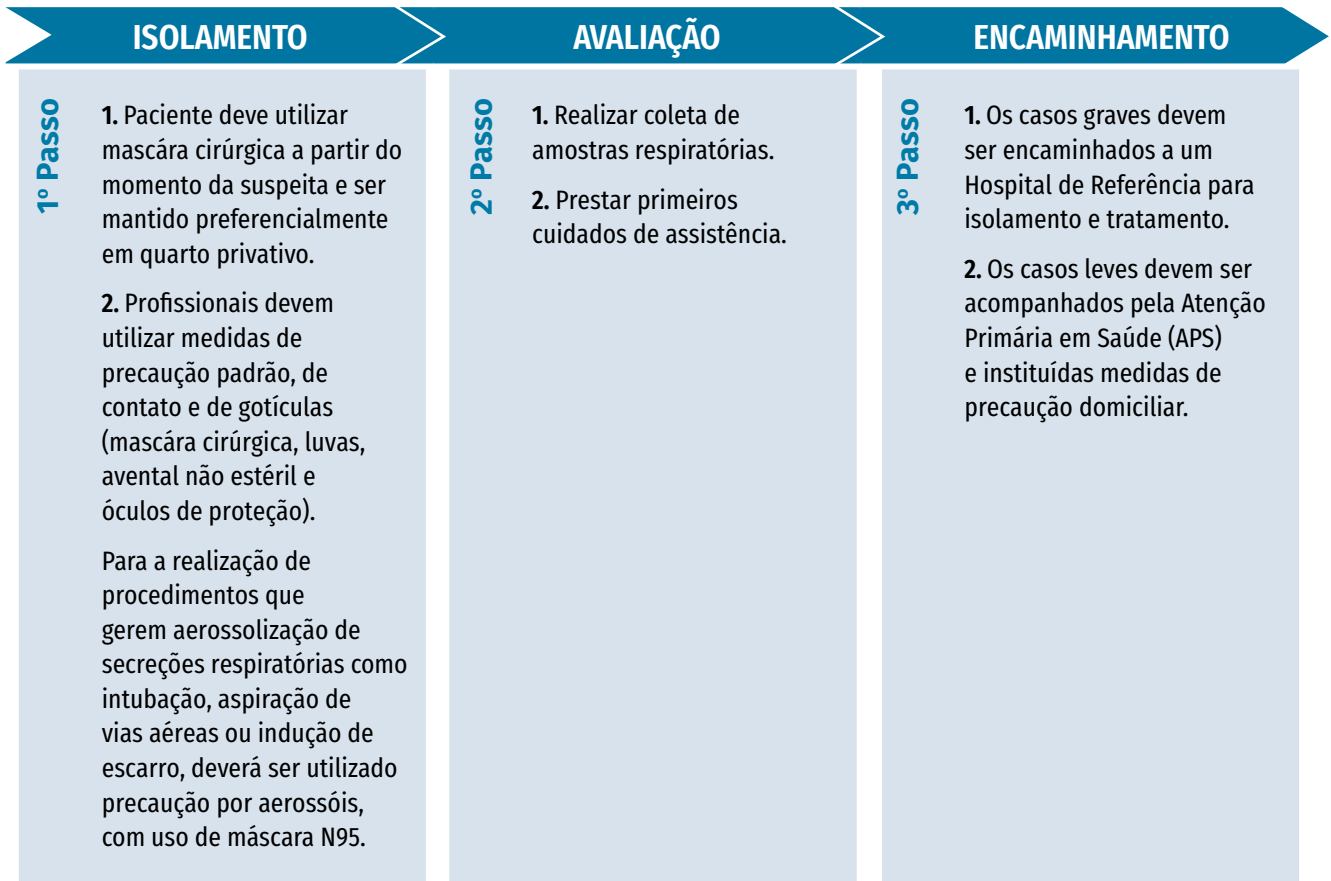 ISOLAMENTO
1º Passo
1. Paciente deve utilizar
mascára cirúrgica a partir do
momento da suspeita e ser
mantido preferencialmente
em quarto privativo.
2. Profissionais devem
utilizar medidas de
precaução padrão, de
contato e de gotículas
(mascára cirúrgica, luvas,
avental não estéril e
óculos de proteção).
Para a realização de
procedimentos que
gerem aerossolização de
secreções respiratórias como
intubação, aspiração de
vias aéreas ou indução de
escarro, deverá ser utilizado
precaução por aerossóis,
com uso de máscara N95.
AVALIAÇÃO
2º Passo
1. Realizar coleta de
amostras respiratórias.
2. Prestar primeiros
cuidados de assistência.
ENCAMINHAMENTO
3º Passo
1. Os casos graves devem
ser encaminhados a um
Hospital de Referência para
isolamento e tratamento.
2. Os casos leves devem ser
acompanhados pela Atenção
Primária em Saúde (APS)
e instituídas medidas de
precaução domiciliar.